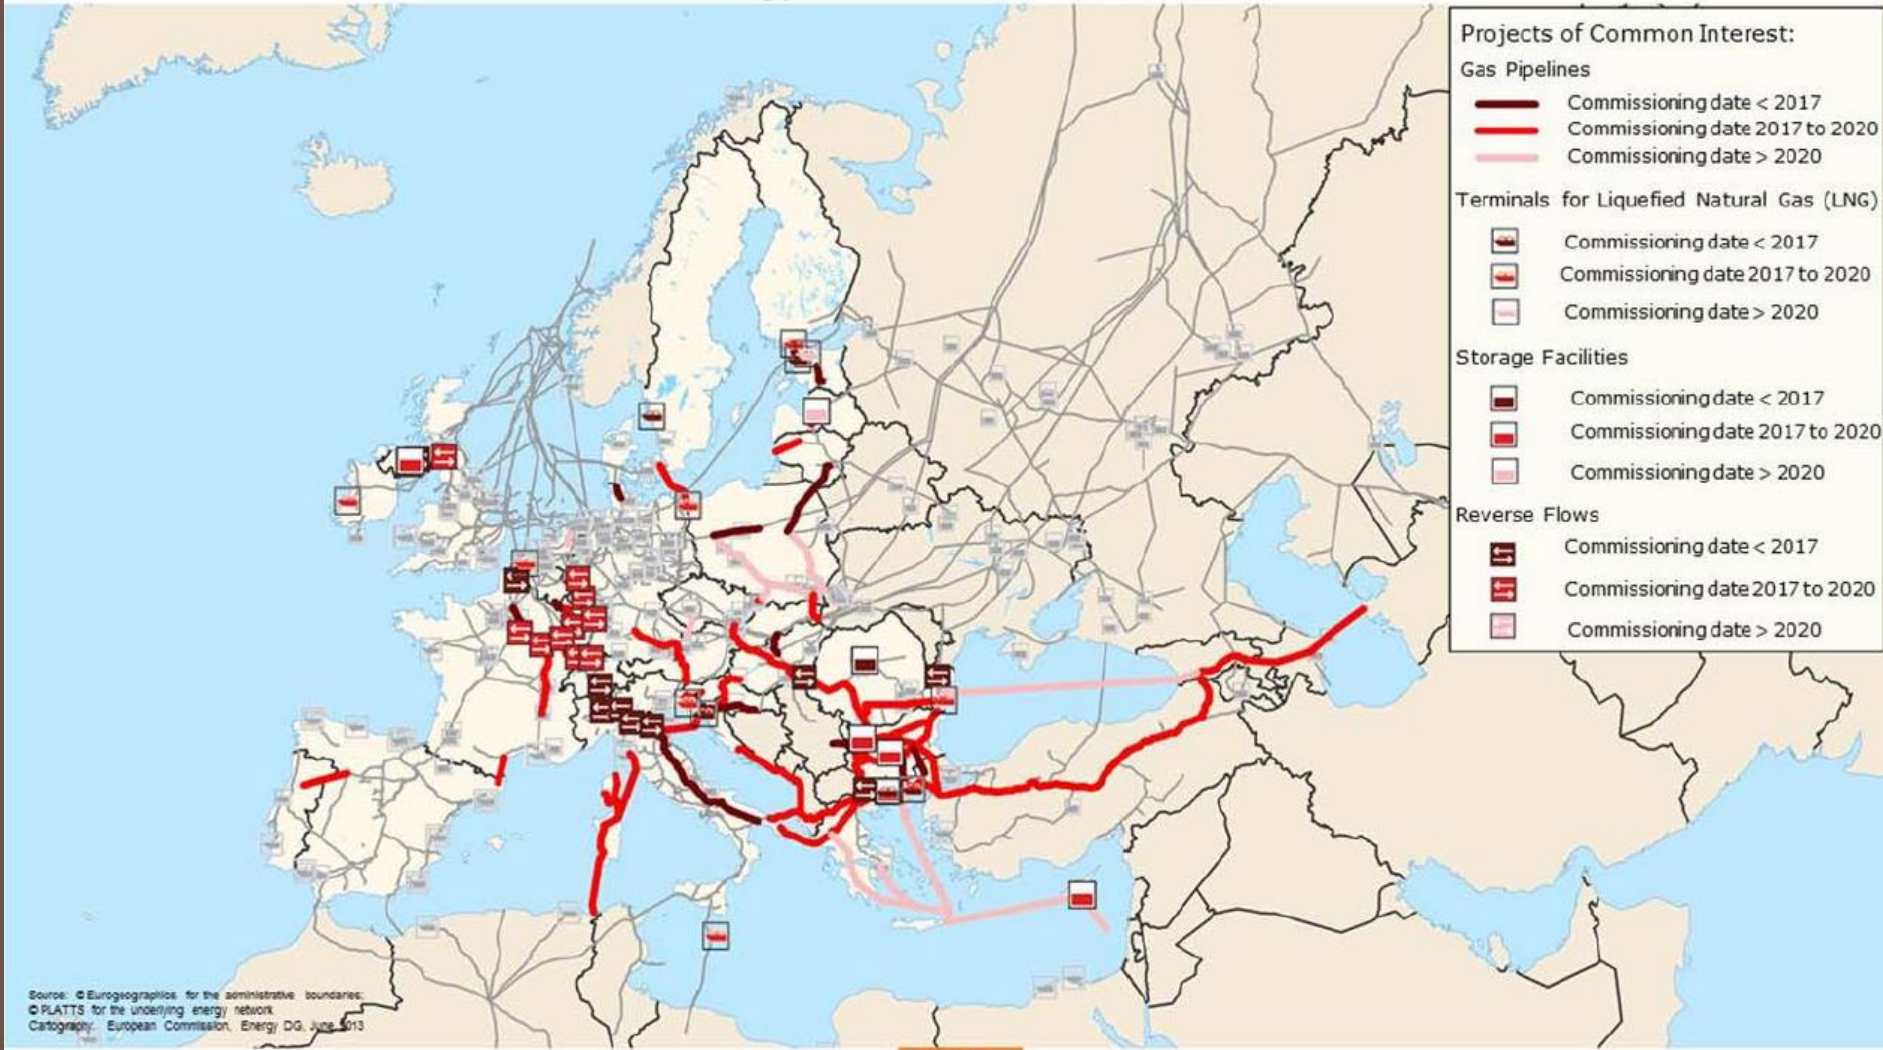 Projects of Common Interest:
Gas Pipelines
Commissioning date < 2017
Commissioning date 2017 to 2020
Commissioning date > 2020
Terminals for Liquefied Natural Gas (LNG)
Commissioning date < 2017
Commissioning date 2017 to 2020
Commissioning date > 2020
Storage Facilities
Commissioning date < 2017
Commissioning date 2017 to 2020
Commissioning date > 2020
Reverse Flows
Commissioning date < 2017
Commissioning date 2017 to 2020
Commissioning date > 2020
Source: © Eurogeographics for the administrative boundaries;
© PLATTS for the underlying energy network
Cartography: European Commission, Energy DG, June 2013